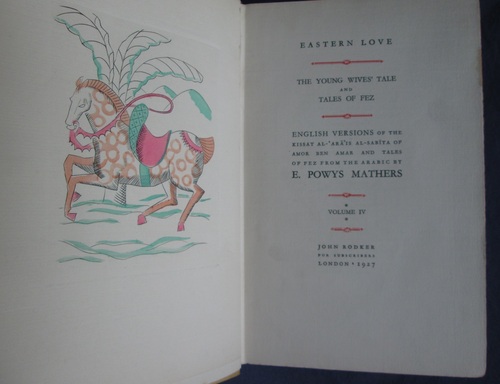 EASTERN LOVE
THE YOUNG WIVES' TALE
AND
TALES OF FEZ
ENGLISH VERSIONS OF THE
KISSAT AL-'ARĀ'IS AL-SABĪYA OF
AMOR BEN AMAR AND TALES
OF FEZ FROM THE ARABIC BY
E. POWYS MATHERS
VOLUME IV
JOHN RODKER
FOR SUBSCRIBERS
LONDON · 1927